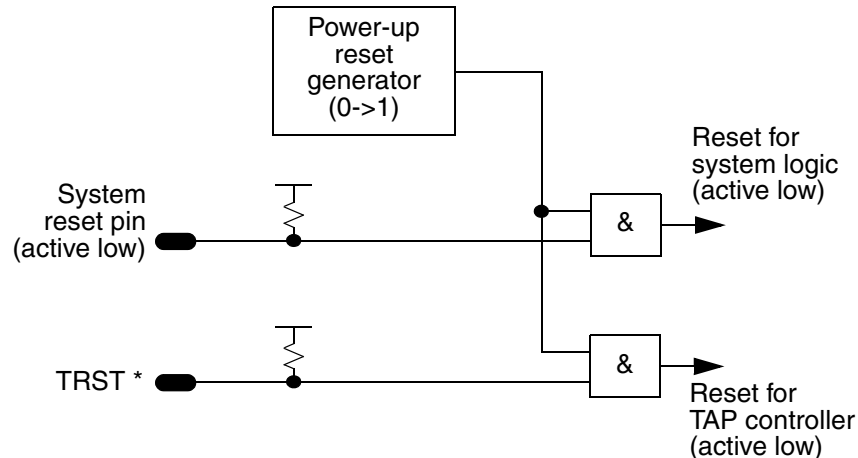 Power-up
reset
generator
(0->1)
Reset for
system logic
(active low)
System
reset pin
(active low)
&
TRST *
&
Reset for
TAP controller
(active low)